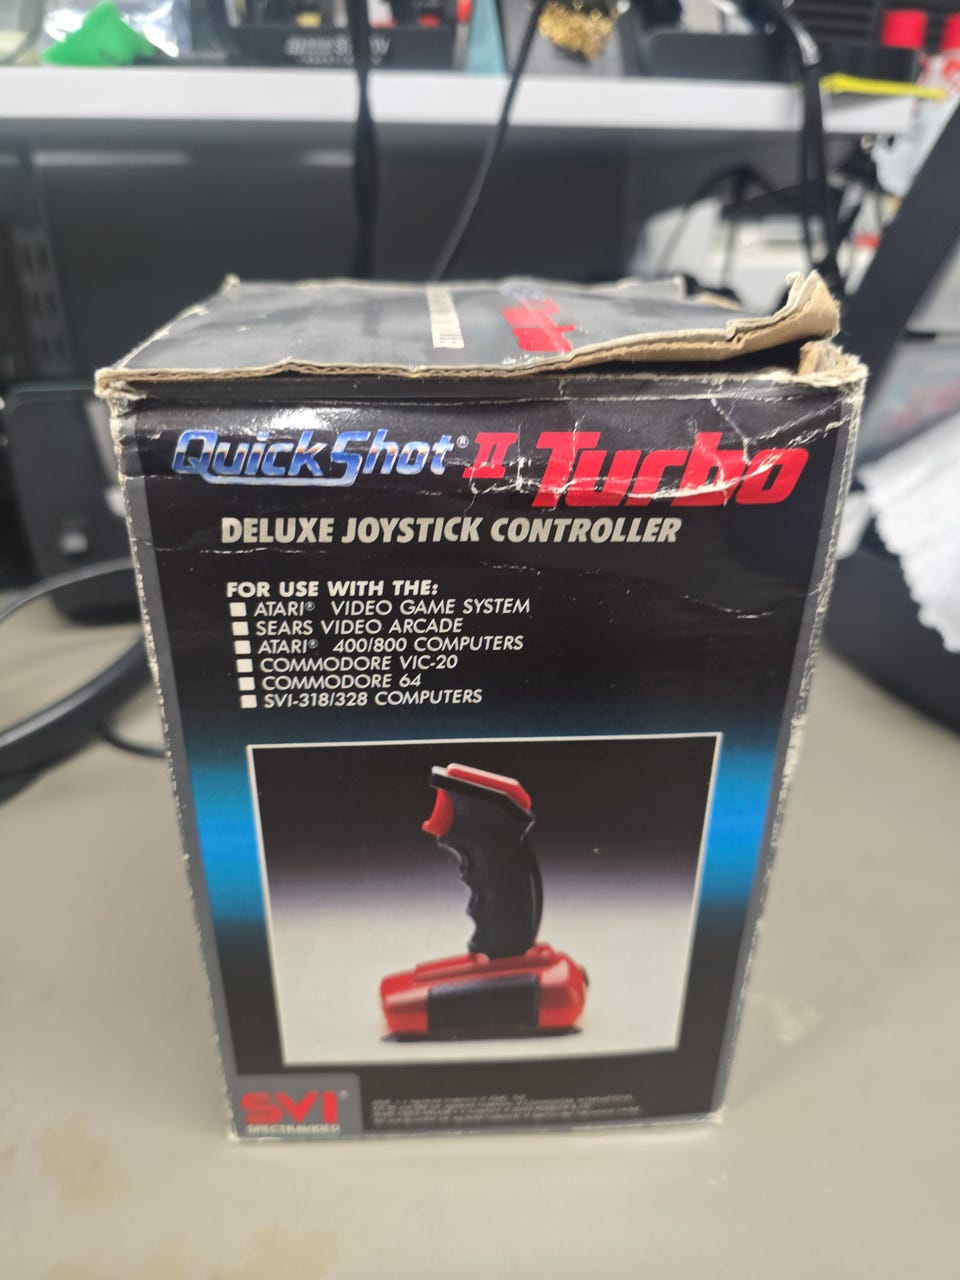 QuickShot® II Turbo
DELUXE JOYSTICK CONTROLLER
FOR USE WITH THE:
ATARI® VIDEO GAME SYSTEM
SEARS VIDEO ARCADE
ATARI® 400/800 COMPUTERS
COMMODORE VIC-20
COMMODORE 64
SVI-318/328 COMPUTERS
SVI®
SPECTRAVIDEO